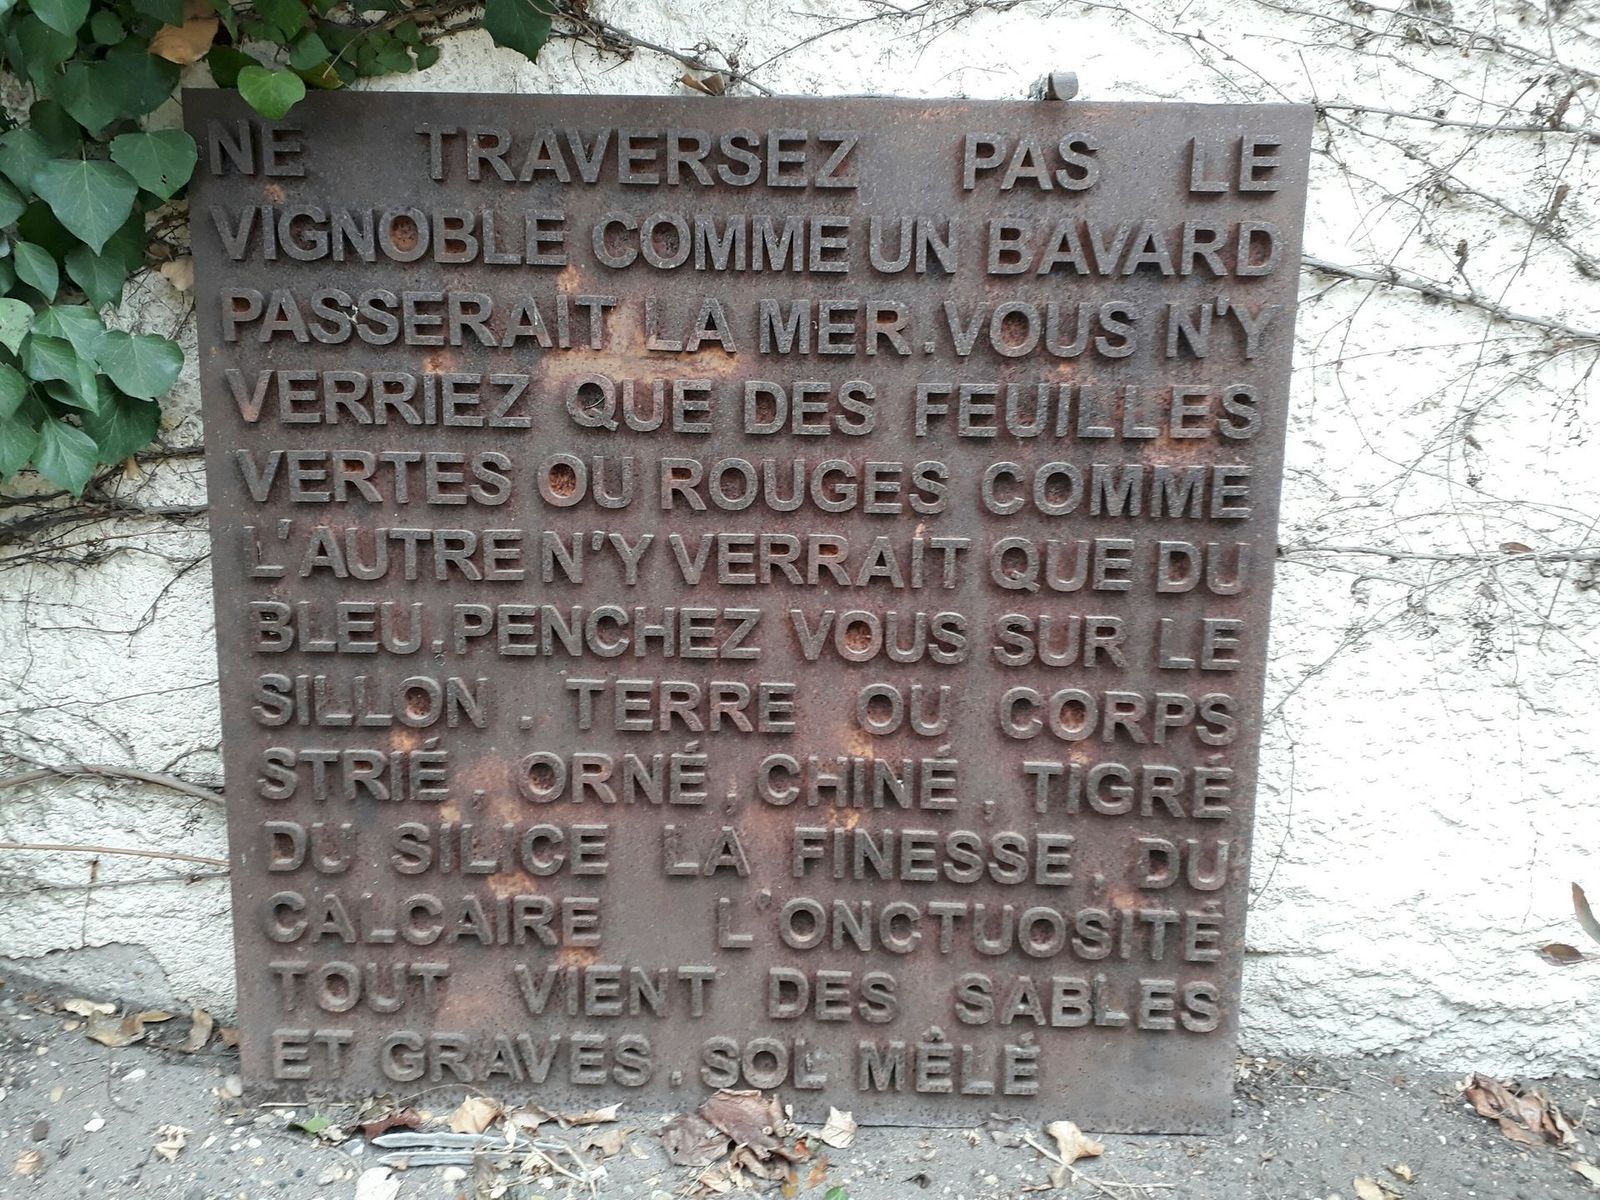 NE TRAVERSEZ PAS LE
VIGNOBLE COMME UN BAVARD
PASSERAIT LA MER. VOUS N'Y
VERRIEZ QUE DES FEUILLES
VERTES OU ROUGES COMME
L'AUTRE N'Y VERRAIT QUE DU
BLEU. PENCHEZ VOUS SUR LE
SILLON. TERRE OU CORPS
STRIÉ, ORNÉ, CHINÉ, TIGRÉ
DU SILICE LA FINESSE, DU
CALCAIRE L'ONCTUOSITÉ
TOUT VIENT DES SABLES
ET GRAVES. SOL MÊLÉ